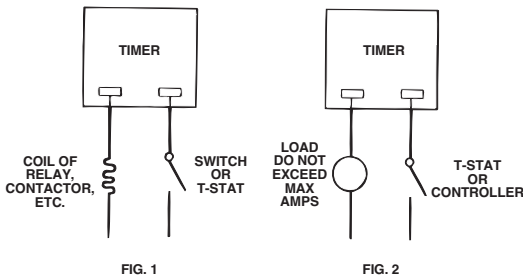 TIMER
COIL OF
RELAY,
CONTACTOR,
ETC.
SWITCH
OR
T-STAT
FIG. 1
TIMER
LOAD
DO NOT
EXCEED
MAX
AMPS
T-STAT
OR
CONTROLLER
FIG. 2